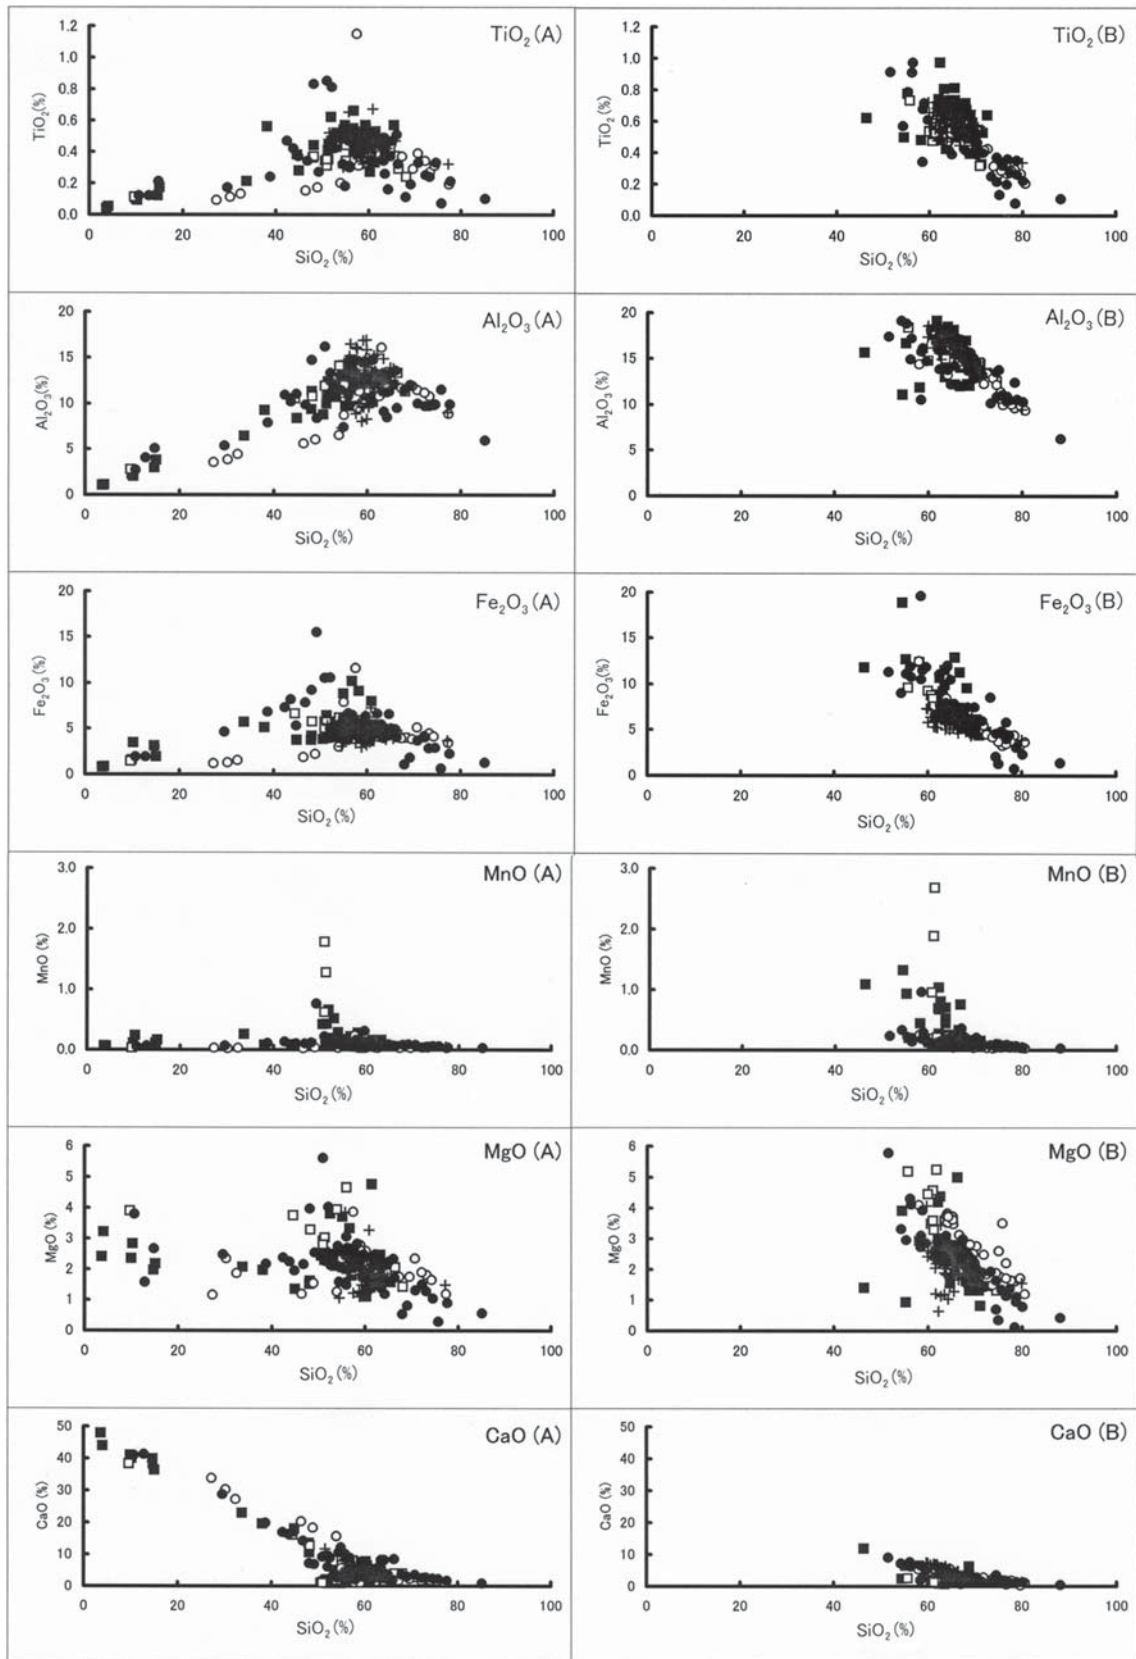 TiO2 (A)
TiO2(%)
1.2
1.0
0.8
0.6
0.4
0.2
0.0
0 20 40 60 80 100
SiO2 (%)
TiO2 (B)
TiO2(%)
1.2
1.0
0.8
0.6
0.4
0.2
0.0
0 20 40 60 80 100
SiO2 (%)
Al2O3 (A)
Al2O3(%)
20
15
10
5
0
0 20 40 60 80 100
SiO2 (%)
Al2O3 (B)
Al2O3(%)
20
15
10
5
0
0 20 40 60 80 100
SiO2 (%)
Fe2O3 (A)
Fe2O3(%)
20
15
10
5
0
0 20 40 60 80 100
SiO2 (%)
Fe2O3 (B)
Fe2O3(%)
20
15
10
5
0
0 20 40 60 80 100
SiO2 (%)
MnO (A)
MnO (%)
3.0
2.0
1.0
0.0
0 20 40 60 80 100
SiO2 (%)
MnO (B)
MnO (%)
3.0
2.0
1.0
0.0
0 20 40 60 80 100
SiO2 (%)
MgO (A)
MgO (%)
6
5
4
3
2
1
0
0 20 40 60 80 100
SiO2 (%)
MgO (B)
MgO (%)
6
5
4
3
2
1
0
0 20 40 60 80 100
SiO2 (%)
CaO (A)
CaO (%)
50
40
30
20
10
0
0 20 40 60 80 100
SiO2 (%)
CaO (B)
CaO (%)
50
40
30
20
10
0
0 20 40 60 80 100
SiO2 (%)